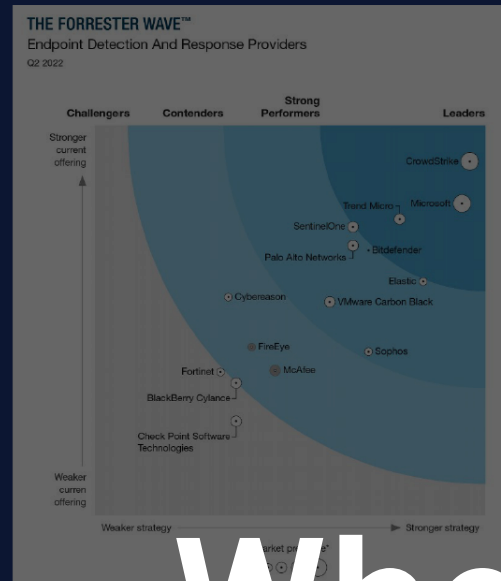 THE FORRESTER WAVE™
Endpoint Detection And Response Providers
Q2 2022
Challengers
Contenders
Strong
Performers
Leaders
Stronger
current
offering
CrowdStrike
Microsoft
Trend Micro
SentinelOne
Bitdefender
Palo Alto Networks
Elastic
Cybereason
VMware Carbon Black
FireEye
Sophos
Fortinet
McAfee
BlackBerry Cylance
Check Point Software
Technologies
Weaker
curren
offering
Weaker strategy
Stronger strategy